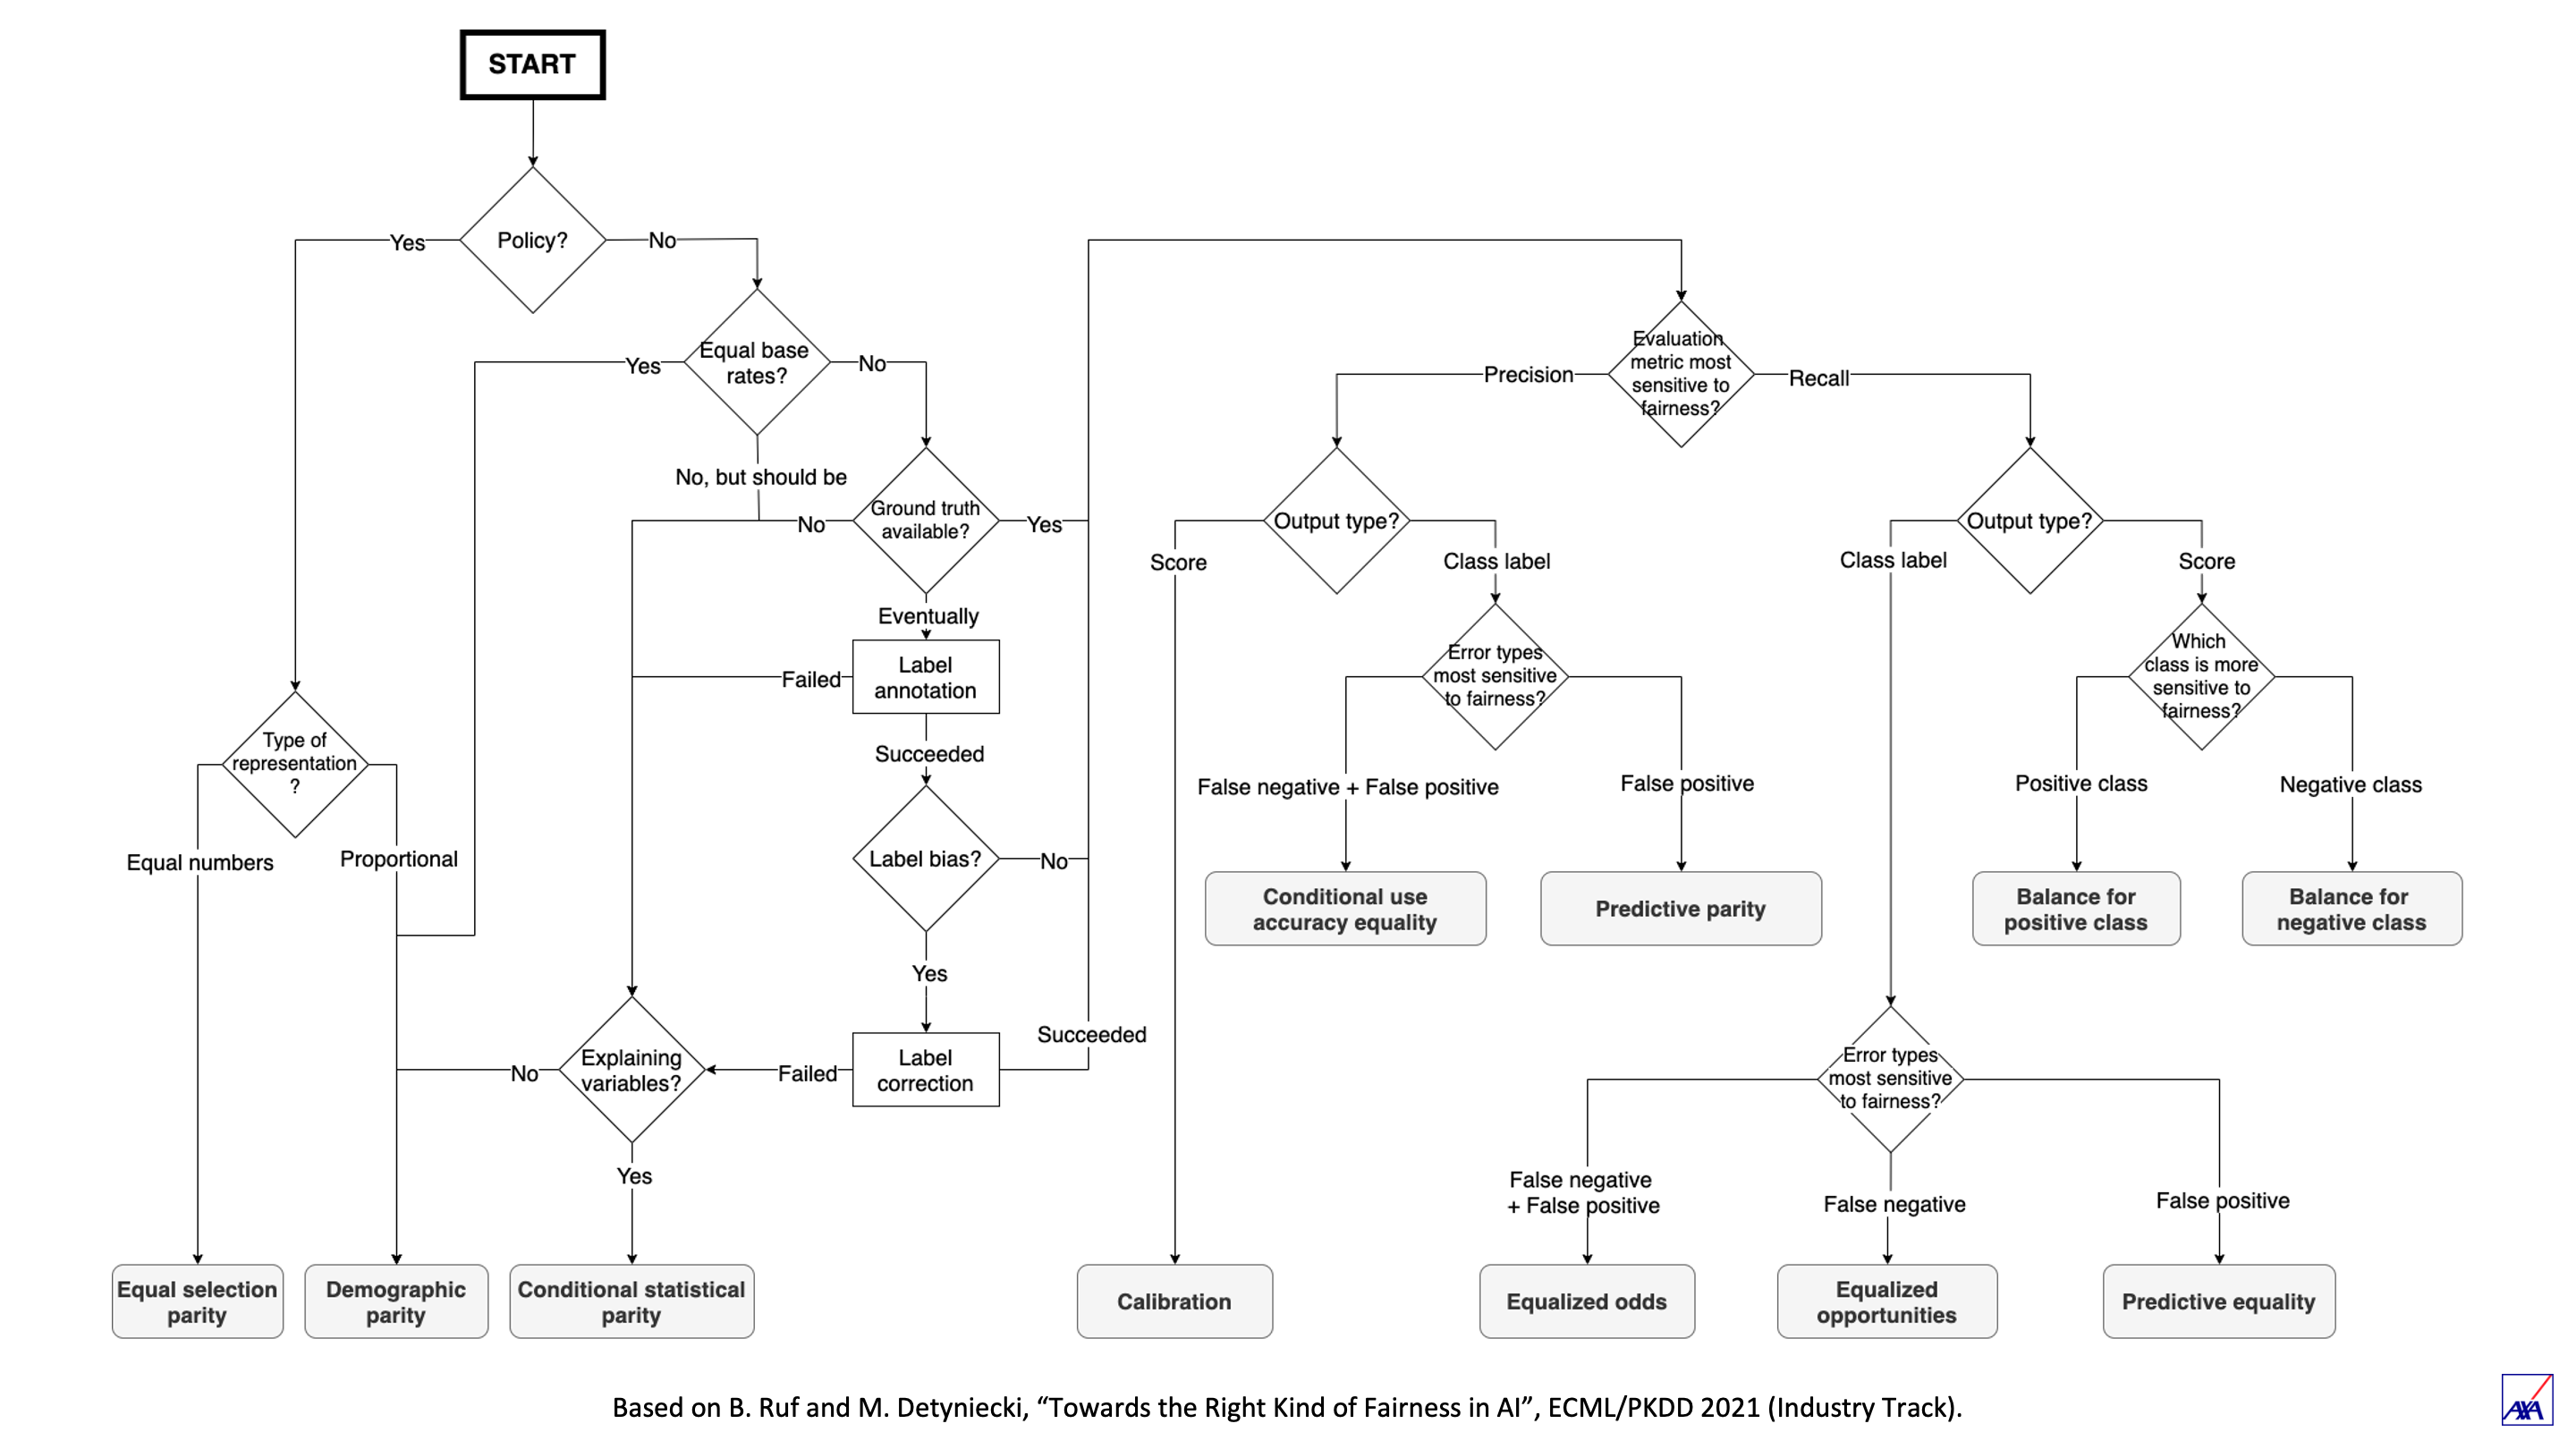 START
Policy?
Yes
No
Equal base
rates?
Yes
No
No, but should be
Ground truth
available?
No
Yes
Eventually
Label
annotation
Failed
Succeeded
Label bias?
No
Yes
Label
correction
Failed
Succeeded
Explaining
variables?
No
Yes
Type of
representation
?
Equal numbers
Proportional
Equal selection
parity
Demographic
parity
Conditional statistical
parity
Evaluation
metric most
sensitive to
fairness?
Precision
Recall
Output type?
Score
Class label
Error types
most sensitive
to fairness?
False negative + False positive
False positive
Conditional use
accuracy equality
Predictive parity
Calibration
Output type?
Class label
Score
Which
class is more
sensitive to
fairness?
Positive class
Negative class
Balance for
positive class
Balance for
negative class
Error types
most sensitive
to fairness?
False negative
+ False positive
False negative
False positive
Equalized odds
Equalized
opportunities
Predictive equality
Based on B. Ruf and M. Detyniecki, “Towards the Right Kind of Fairness in AI”, ECML/PKDD 2021 (Industry Track).
AXA